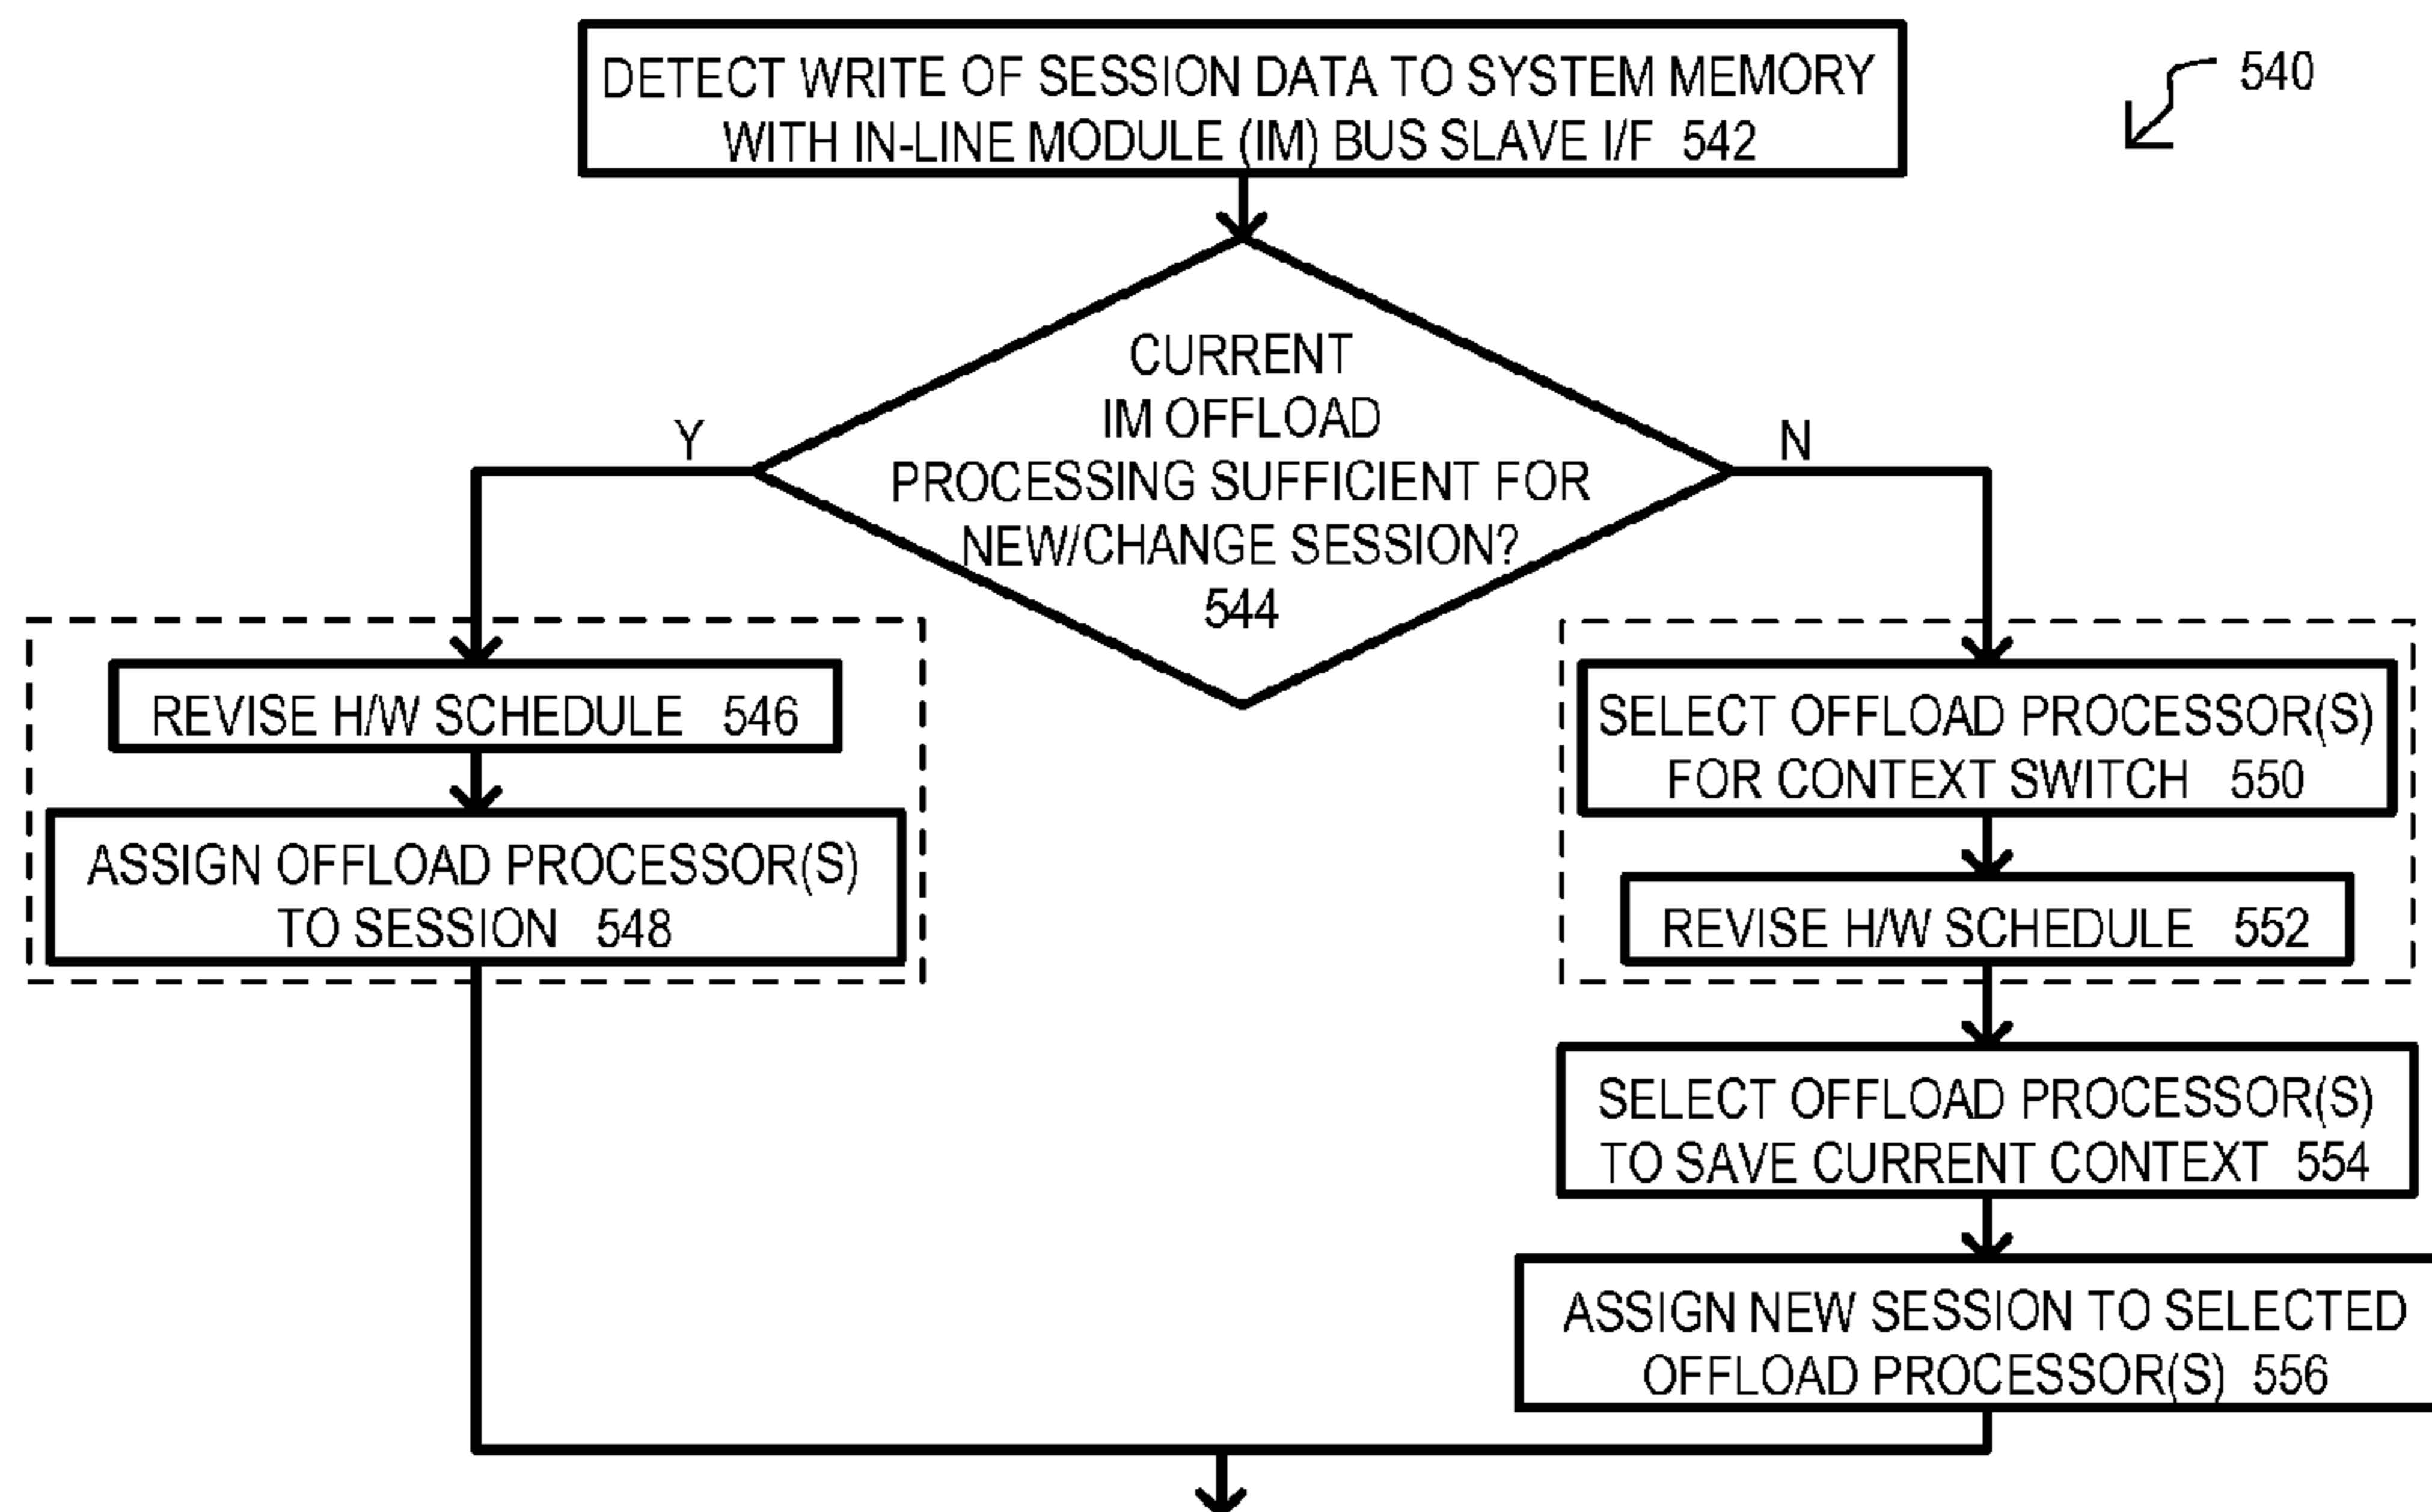 DETECT WRITE OF SESSION DATA TO SYSTEM MEMORY
WITH IN-LINE MODULE (IM) BUS SLAVE I/F 542
540
CURRENT
IM OFFLOAD
PROCESSING SUFFICIENT FOR
NEW/CHANGE SESSION?
544
Y
N
REVISE H/W SCHEDULE 546
ASSIGN OFFLOAD PROCESSOR(S)
TO SESSION 548
SELECT OFFLOAD PROCESSOR(S)
FOR CONTEXT SWITCH 550
REVISE H/W SCHEDULE 552
SELECT OFFLOAD PROCESSOR(S)
TO SAVE CURRENT CONTEXT 554
ASSIGN NEW SESSION TO SELECTED
OFFLOAD PROCESSOR(S) 556